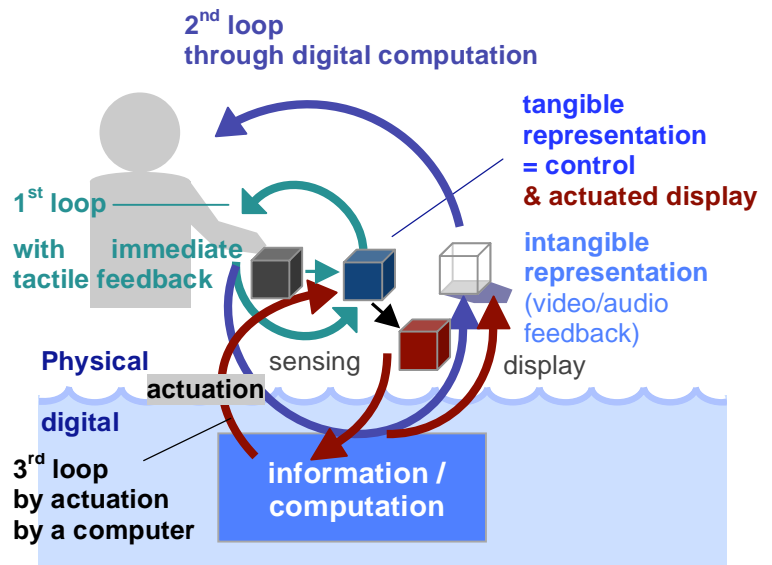 2nd loop
through digital computation
tangible
representation
= control
& actuated display
1st loop
with immediate
tactile feedback
intangible
representation
(video/audio
feedback)
Physical
sensing
display
actuation
digital
3rd loop
by actuation
by a computer
information /
computation